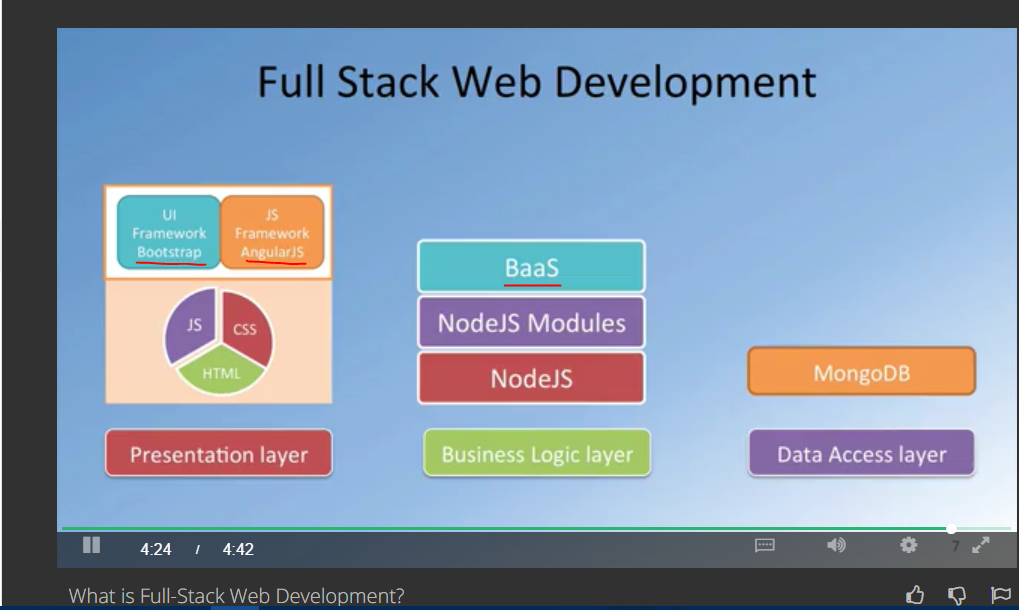 Full Stack Web Development
UI
Framework
Bootstrap
JS
Framework
AngularJS
JS
CSS
HTML
Presentation layer
BaaS
NodeJS Modules
NodeJS
Business Logic layer
MongoDB
Data Access layer
4:24 / 4:42
7
What is Full-Stack Web Development?